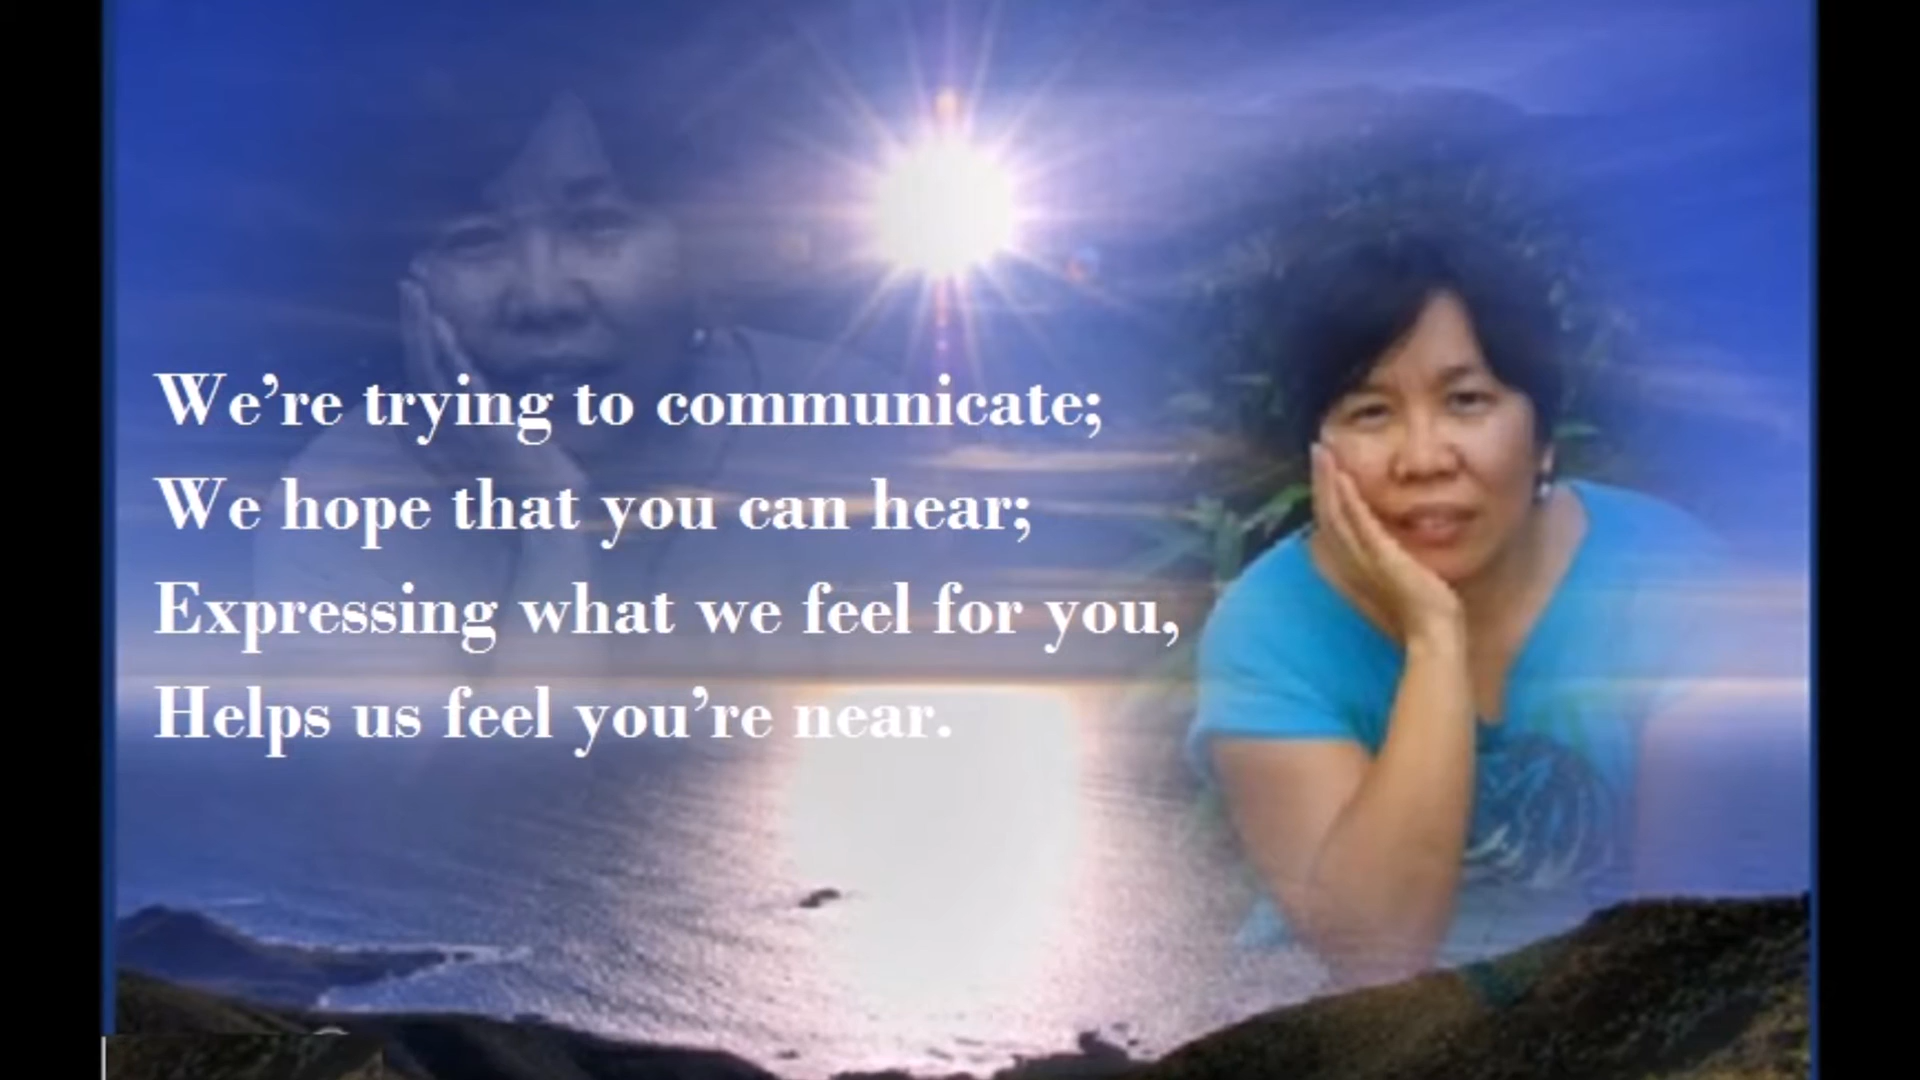 We’re trying to communicate;
We hope that you can hear;
Expressing what we feel for you,
Helps us feel you’re near.